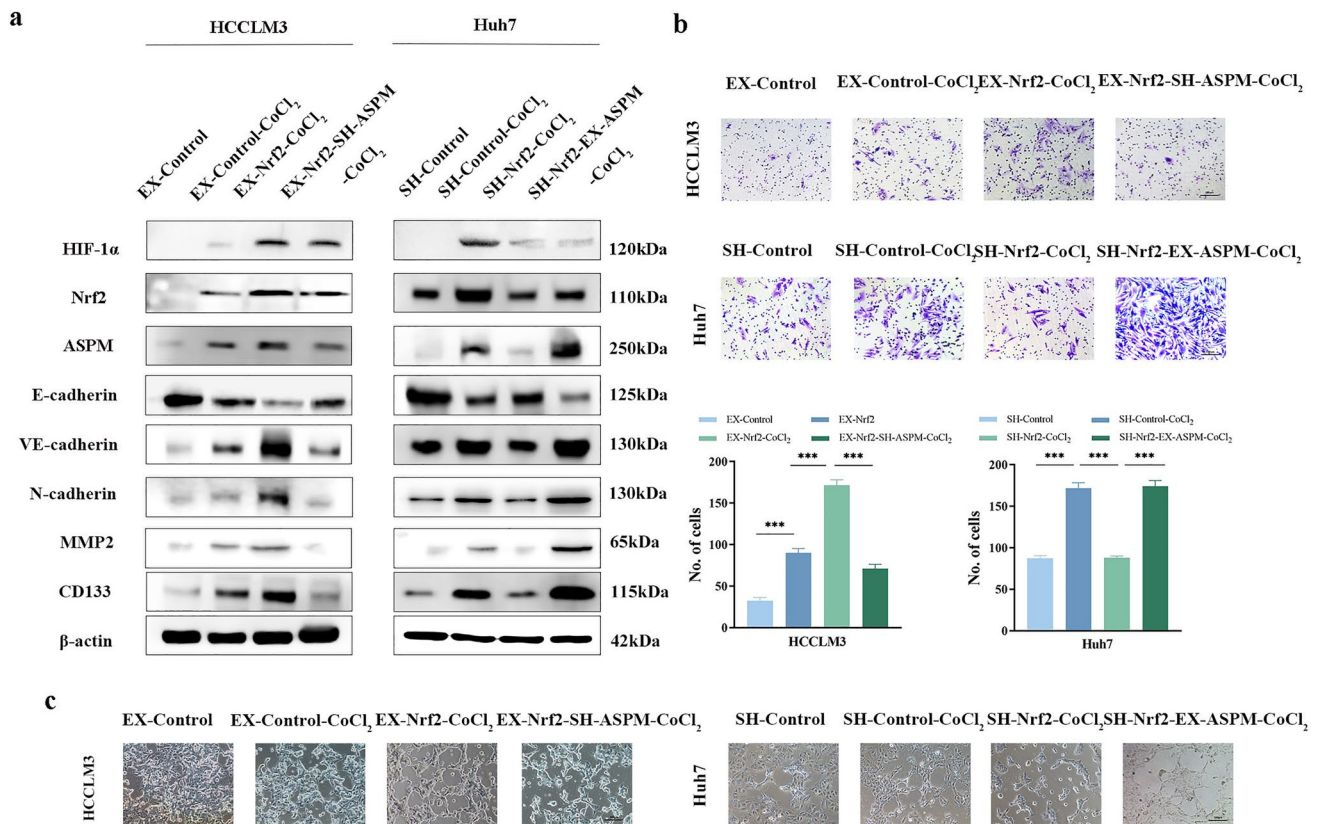 a
HCCLM3
Huh7
EX-Control
EX-Control-CoCl₂
EX-Nrf2-CoCl₂
EX-Nrf2-SH-ASPM
-CoCl₂
SH-Control
SH-Control-CoCl₂
SH-Nrf2-CoCl₂
SH-Nrf2-EX-ASPM
-CoCl₂
HIF-1α
120kDa
Nrf2
110kDa
ASPM
250kDa
E-cadherin
125kDa
VE-cadherin
130kDa
N-cadherin
130kDa
MMP2
65kDa
CD133
115kDa
β-actin
42kDa
b
EX-Control EX-Control-CoCl₂ EX-Nrf2-CoCl₂ EX-Nrf2-SH-ASPM-CoCl₂
HCCLM3
SH-Control SH-Control-CoCl₂ SH-Nrf2-CoCl₂ SH-Nrf2-EX-ASPM-CoCl₂
Huh7
EX-Control EX-Nrf2
EX-Nrf2-CoCl₂ EX-Nrf2-SH-ASPM-CoCl₂
No. of cells
200
150
100
50
0
***
***
***
HCCLM3
SH-Control SH-Control-CoCl₂
SH-Nrf2-CoCl₂ SH-Nrf2-EX-ASPM-CoCl₂
No. of cells
200
150
100
50
0
*** *** ***
Huh7
c
EX-Control EX-Control-CoCl₂ EX-Nrf2-CoCl₂ EX-Nrf2-SH-ASPM-CoCl₂
HCCLM3
SH-Control SH-Control-CoCl₂ SH-Nrf2-CoCl₂ SH-Nrf2-EX-ASPM-CoCl₂
Huh7